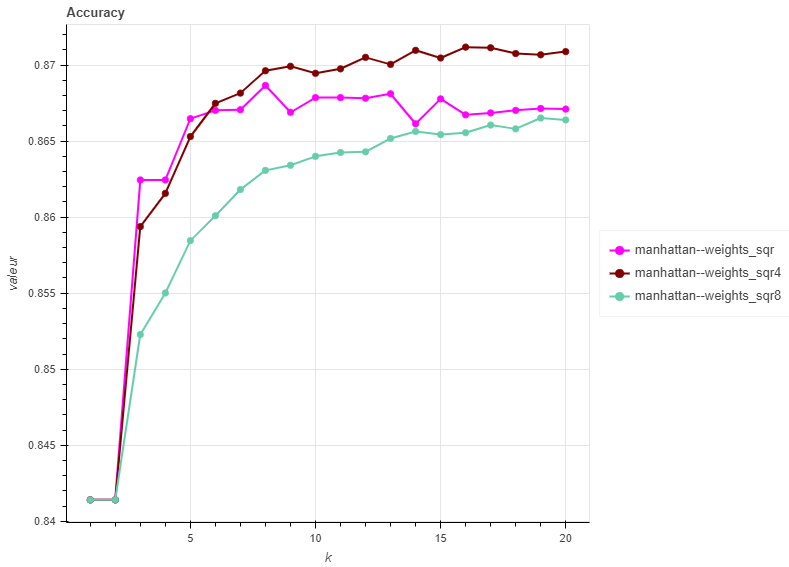 Accuracy
0.87
0.865
0.86
0.855
0.85
0.845
0.84
valeur
5
10
15
20
k
manhattan--weights_sqr
manhattan--weights_sqr4
manhattan--weights_sqr8